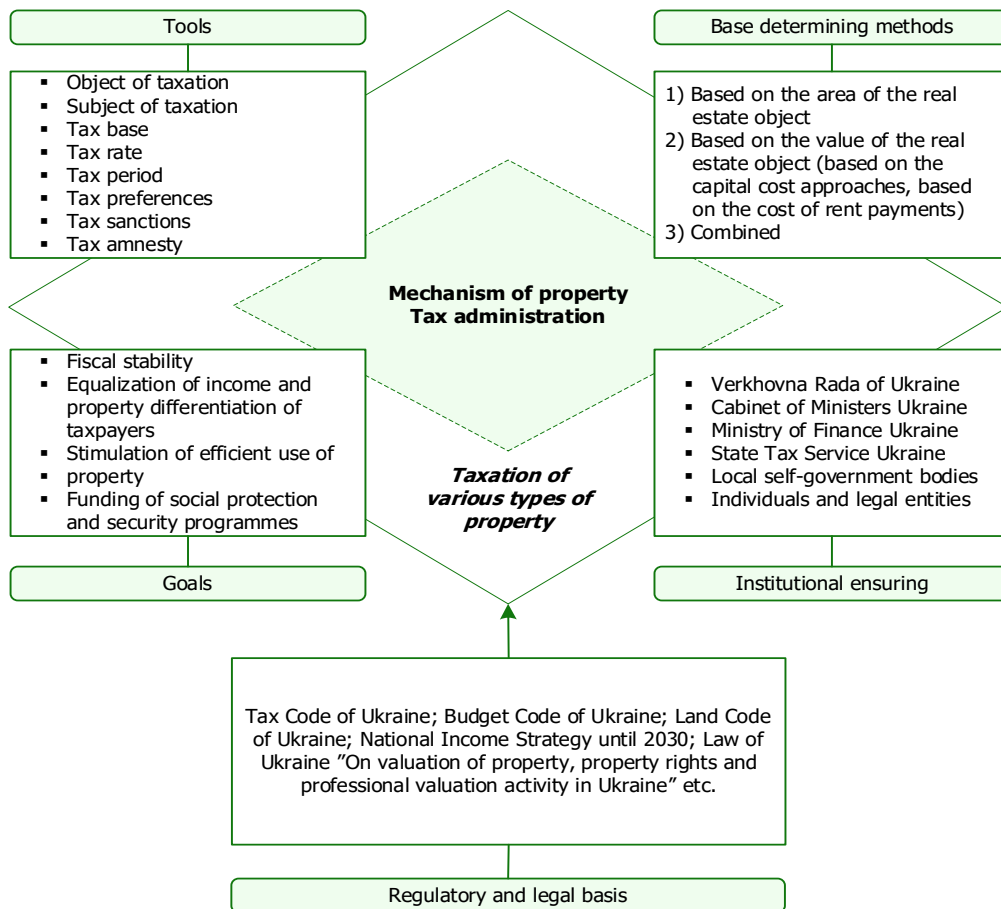 Tools
▪ Object of taxation
▪ Subject of taxation
▪ Tax base
▪ Tax rate
▪ Tax period
▪ Tax preferences
▪ Tax sanctions
▪ Tax amnesty
Base determining methods
1) Based on the area of the real
estate object
2) Based on the value of the real
estate object (based on the
capital cost approaches, based
on the cost of rent payments)
3) Combined
Mechanism of property
Tax administration
▪ Fiscal stability
▪ Equalization of income and
property differentiation of
taxpayers
▪ Stimulation of efficient use of
▪ property
▪ Funding of social protection
and security programmes
Goals
Taxation of
various types of
property
▪ Verkhovna Rada of Ukraine
▪ Cabinet of Ministers Ukraine
▪ Ministry of Finance Ukraine
▪ State Tax Service Ukraine
▪ Local self-government bodies
▪ Individuals and legal entities
Institutional ensuring
Tax Code of Ukraine; Budget Code of Ukraine; Land Code
of Ukraine; National Income Strategy until 2030; Law of
Ukraine ”On valuation of property, property rights and
professional valuation activity in Ukraine” etc.
Regulatory and legal basis